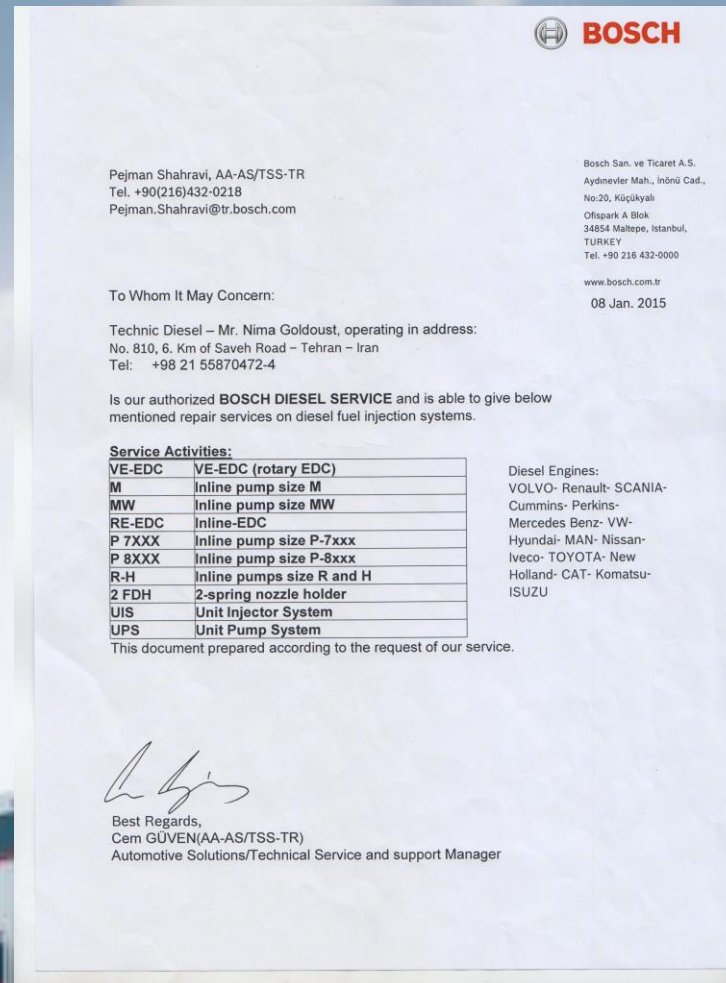 BOSCH
Pejman Shahravi, AA-AS/TSS-TR
Tel. +90(216)432-0218
Pejman.Shahravi@tr.bosch.com
Bosch San. ve Ticaret A.S.
Aydınevler Mah., İnönü Cad.,
No:20, Küçükyalı
Ofispark A Blok
34854 Maltepe, Istanbul,
TURKEY
Tel. +90 216 432-0000
www.bosch.com.tr
08 Jan. 2015
To Whom It May Concern:
Technic Diesel – Mr. Nima Goldoust, operating in address:
No. 810, 6. Km of Saveh Road – Tehran – Iran
Tel: +98 21 55870472-4
Is our authorized BOSCH DIESEL SERVICE and is able to give below
mentioned repair services on diesel fuel injection systems.
Service Activities:
VE-EDC VE-EDC (rotary EDC)
M Inline pump size M
MW Inline pump size MW
RE-EDC Inline-EDC
P 7XXX Inline pump size P-7xxx
P 8XXX Inline pump size P-8xxx
R-H Inline pumps size R and H
2 FDH 2-spring nozzle holder
UIS Unit Injector System
UPS Unit Pump System
Diesel Engines:
VOLVO- Renault- SCANIA-
Cummins- Perkins-
Mercedes Benz- VW-
Hyundai- MAN- Nissan-
Iveco- TOYOTA- New
Holland- CAT- Komatsu-
ISUZU
This document prepared according to the request of our service.
Best Regards,
Cem GÜVEN(AA-AS/TSS-TR)
Automotive Solutions/Technical Service and support Manager